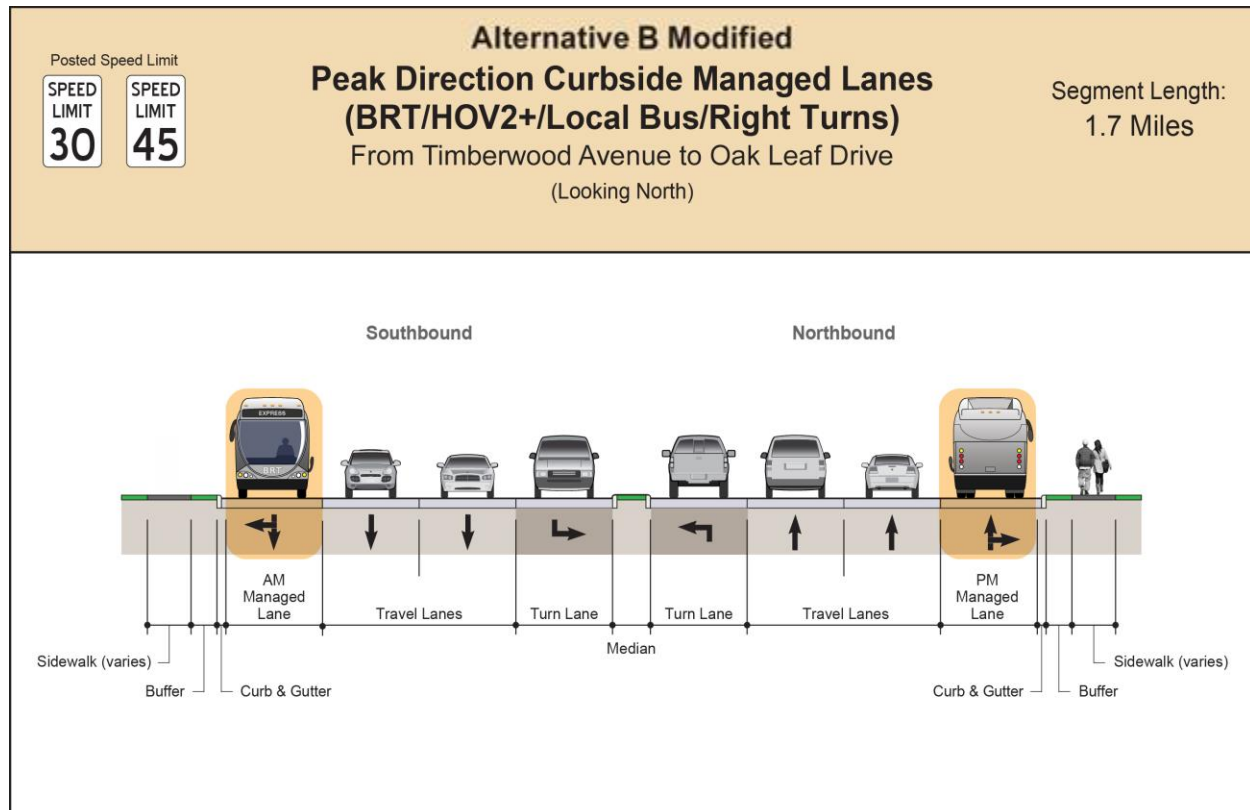 Alternative B Modified
Peak Direction Curbside Managed Lanes
(BRT/HOV2+/Local Bus/Right Turns)
From Timberwood Avenue to Oak Leaf Drive
(Looking North)
Posted Speed Limit
SPEED
LIMIT
30
SPEED
LIMIT
45
Segment Length:
1.7 Miles
Southbound
Northbound
EXPRESS
BRT
AM
Managed
Lane
Travel Lanes
Turn Lane
Median
Turn Lane
Travel Lanes
PM
Managed
Lane
Sidewalk (varies)
Buffer
Curb & Gutter
Curb & Gutter
Buffer
Sidewalk (varies)